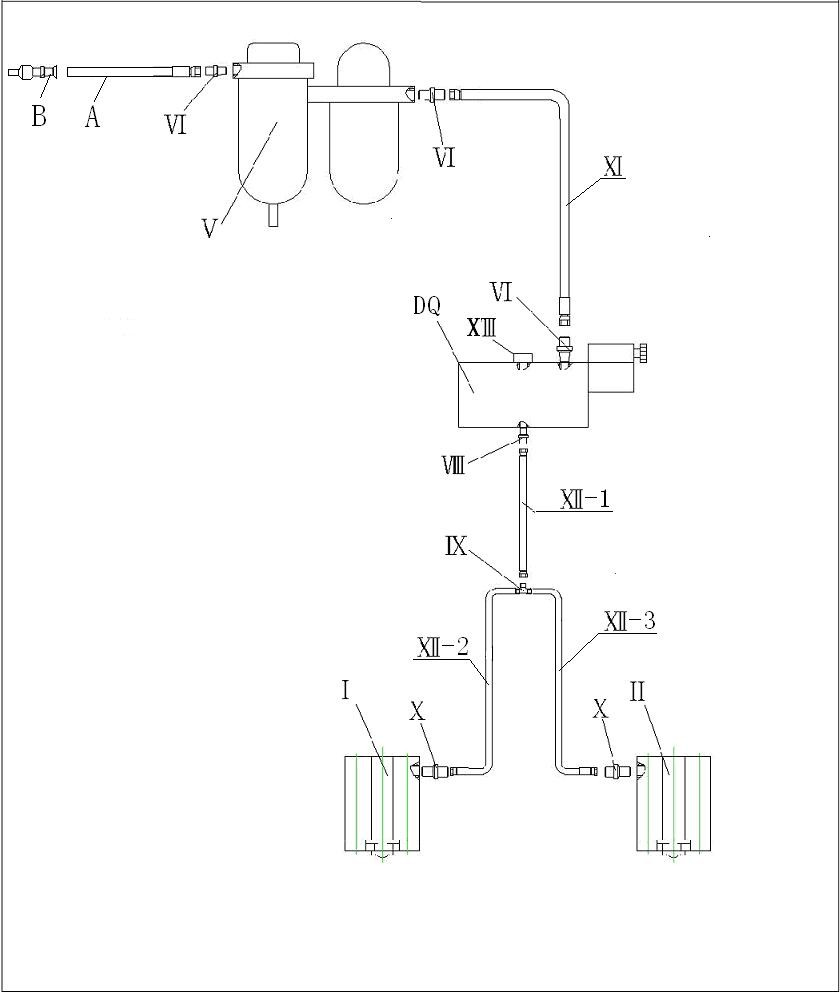 B
A
Ⅵ
Ⅵ
Ⅴ
Ⅺ
Ⅵ
DQ
XⅢ
Ⅷ
Ⅻ-1
Ⅸ
Ⅻ-2
Ⅻ-3
Ⅰ
X
X
Ⅱ